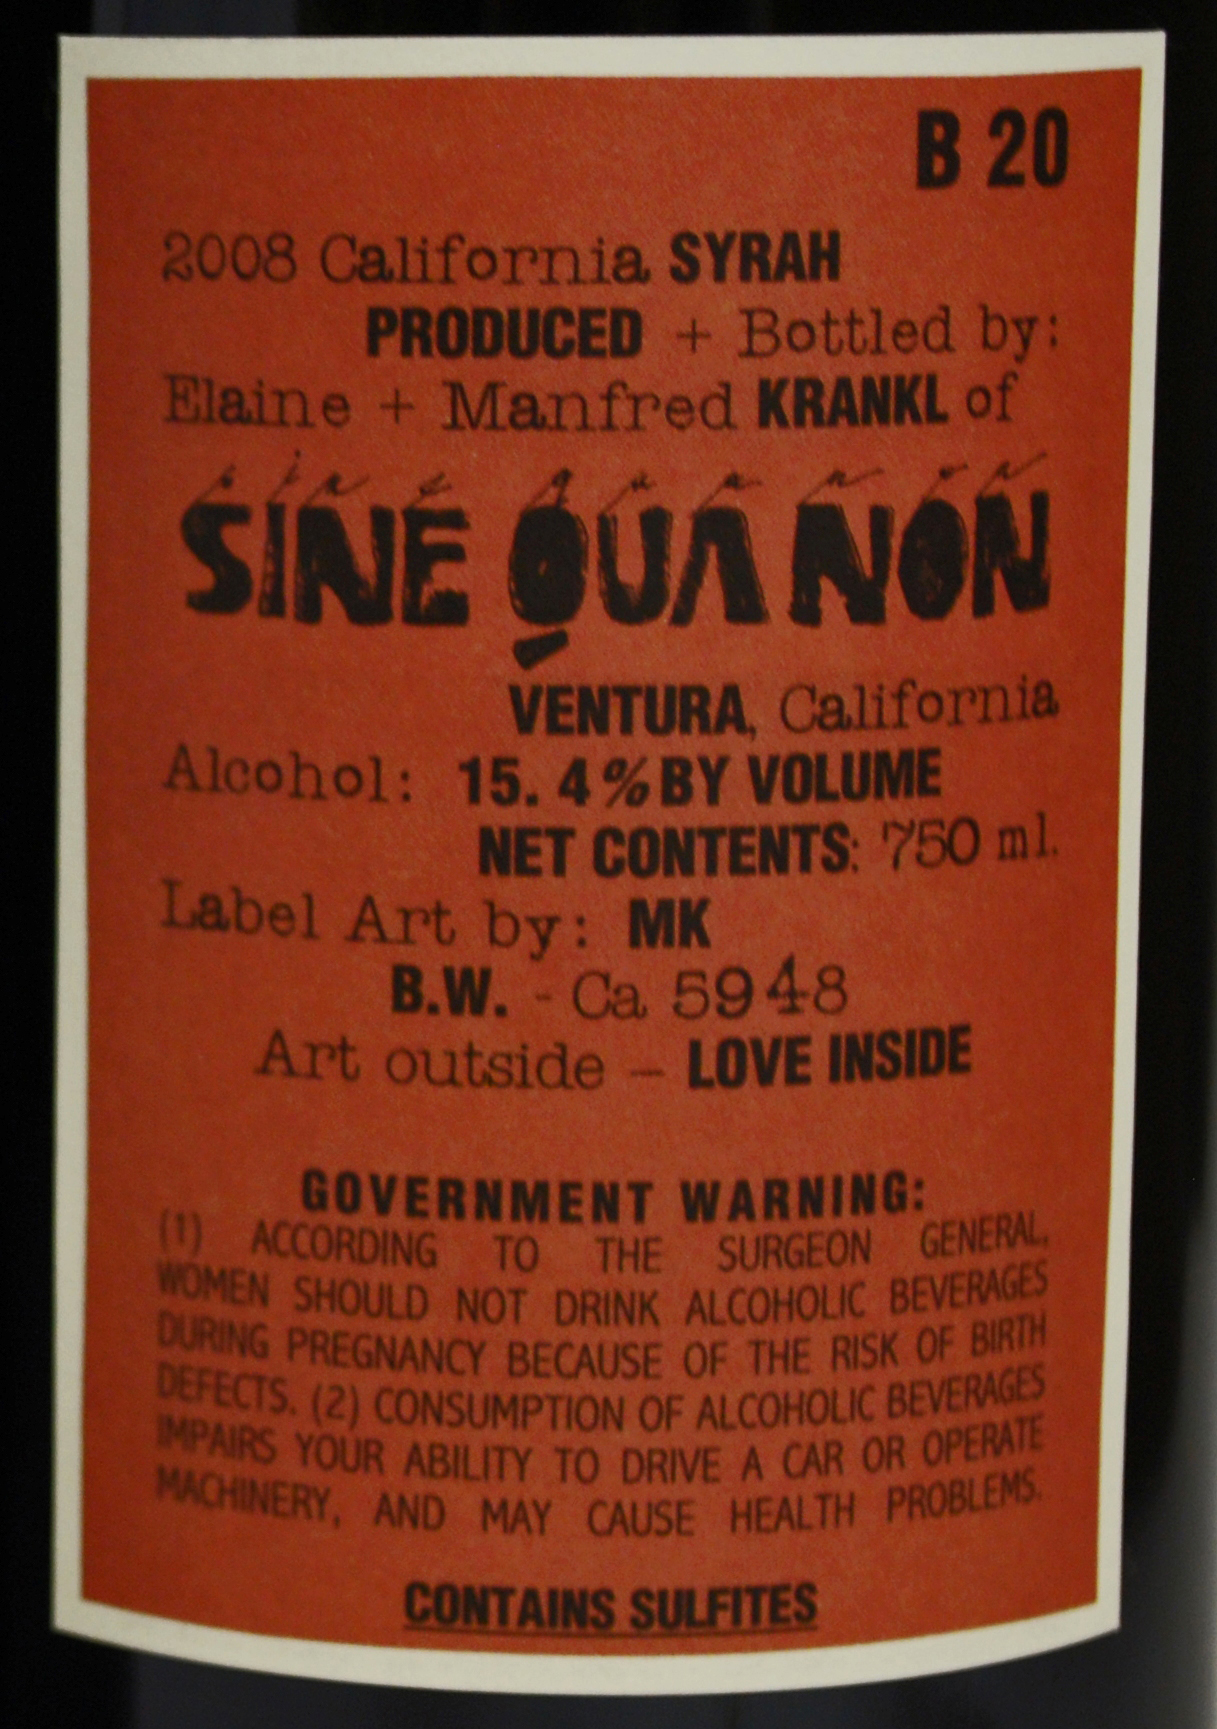 B 20
2008 California SYRAH
PRODUCED + Bottled by:
Elaine + Manfred KRANKL of
sine qua non
SINE QUA NON
VENTURA, California
Alcohol: 15.4% BY VOLUME
NET CONTENTS: 750 ml.
Label Art by: MK
B.W. - Ca 5948
Art outside – LOVE INSIDE
GOVERNMENT WARNING:
(1) ACCORDING TO THE SURGEON GENERAL,
WOMEN SHOULD NOT DRINK ALCOHOLIC BEVERAGES
DURING PREGNANCY BECAUSE OF THE RISK OF BIRTH
DEFECTS. (2) CONSUMPTION OF ALCOHOLIC BEVERAGES
IMPAIRS YOUR ABILITY TO DRIVE A CAR OR OPERATE
MACHINERY, AND MAY CAUSE HEALTH PROBLEMS.
CONTAINS SULFITES